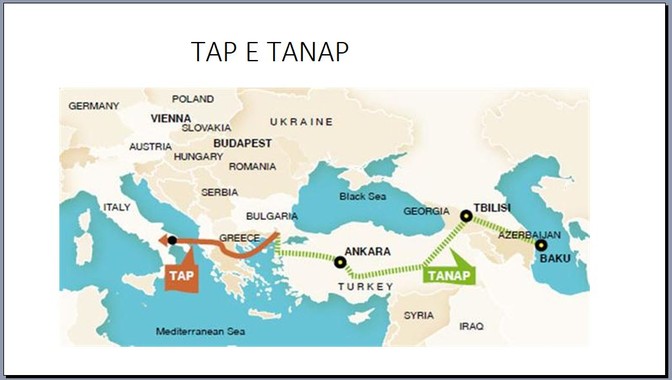 TAP E TANAP
GERMANY
POLAND
VIENNA
SLOVAKIA
UKRAINE
AUSTRIA
BUDAPEST
HUNGARY
ROMANIA
SERBIA
ITALY
Black Sea
BULGARIA
GEORGIA
TBILISI
GREECE
AZERBAIJAN
ANKARA
BAKU
TAP
TANAP
TURKEY
SYRIA
IRAQ
Mediterranean Sea